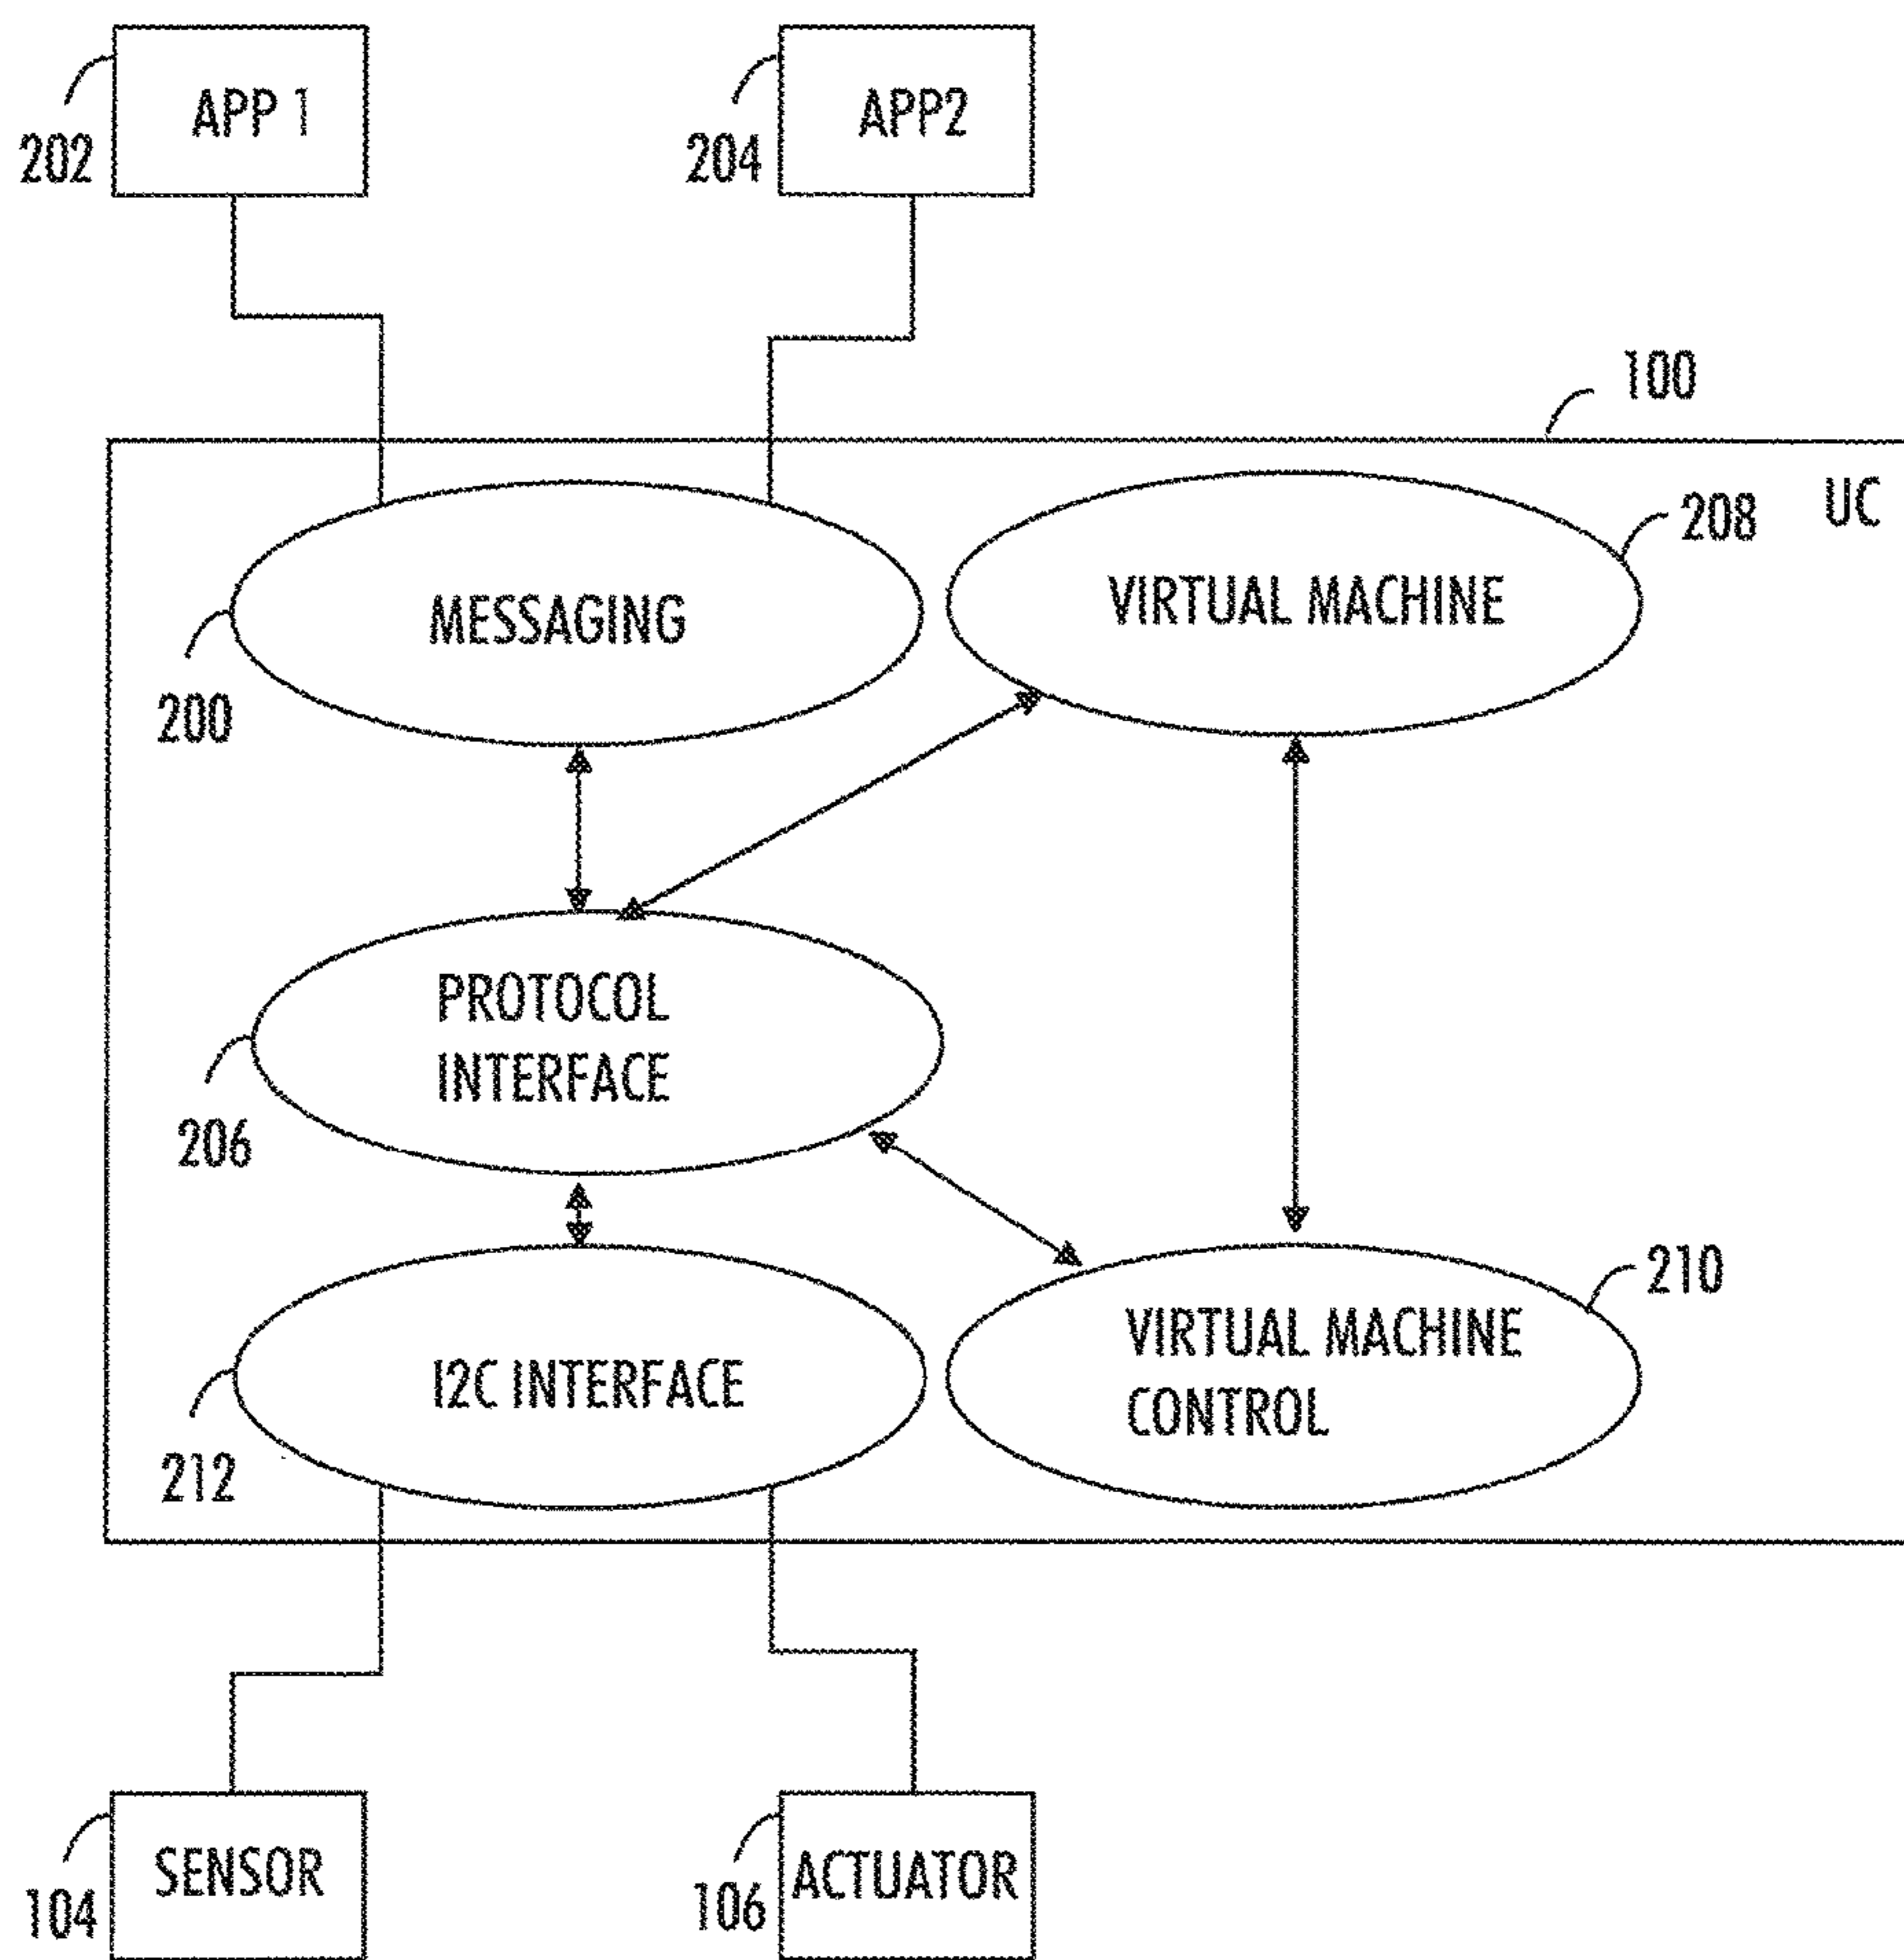 APP 1
202
APP2
204
100
UC
208
MESSAGING
VIRTUAL MACHINE
200
PROTOCOL
INTERFACE
206
210
I2C INTERFACE
VIRTUAL MACHINE
CONTROL
212
SENSOR
104
ACTUATOR
106